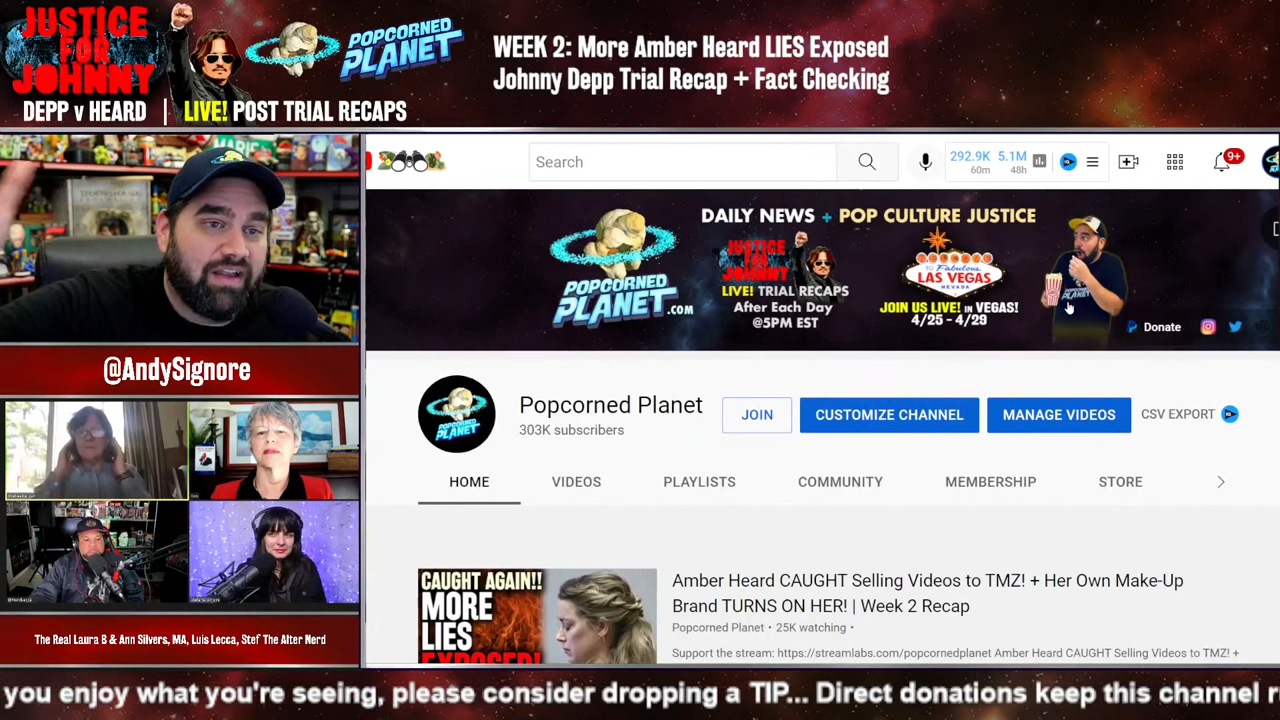 JUSTICE
FOR
JOHNNY
POPCORNED
PLANET
DEPP v HEARD | LIVE! POST TRIAL RECAPS
WEEK 2: More Amber Heard LIES Exposed
Johnny Depp Trial Recap + Fact Checking
@AndySignore
The Real Laura B & Ann Silvers, MA, Luis Lecca, Stef The Alter Nerd
Search
292.9K 5.1M
60m 48h
9+
DAILY NEWS + POP CULTURE JUSTICE
POPCORNED
PLANET.COM
JUSTICE
FOR
JOHNNY
LIVE! TRIAL RECAPS
After Each Day
@5PM EST
WELCOME
TO Fabulous
LAS VEGAS
NEVADA
JOIN US LIVE! IN VEGAS!
4/25 - 4/29
Donate
Popcorned Planet
303K subscribers
JOIN
CUSTOMIZE CHANNEL
MANAGE VIDEOS
CSV EXPORT
HOME VIDEOS PLAYLISTS COMMUNITY MEMBERSHIP STORE
CAUGHT AGAIN!!
MORE
LIES
EXPOSED!
Amber Heard CAUGHT Selling Videos to TMZ! + Her Own Make-Up
Brand TURNS ON HER! | Week 2 Recap
Popcorned Planet • 25K watching •
Support the stream: https://streamlabs.com/popcornedplanet Amber Heard CAUGHT Selling Videos to TMZ! +
you enjoy what you're seeing, please consider dropping a TIP... Direct donations keep this channel r